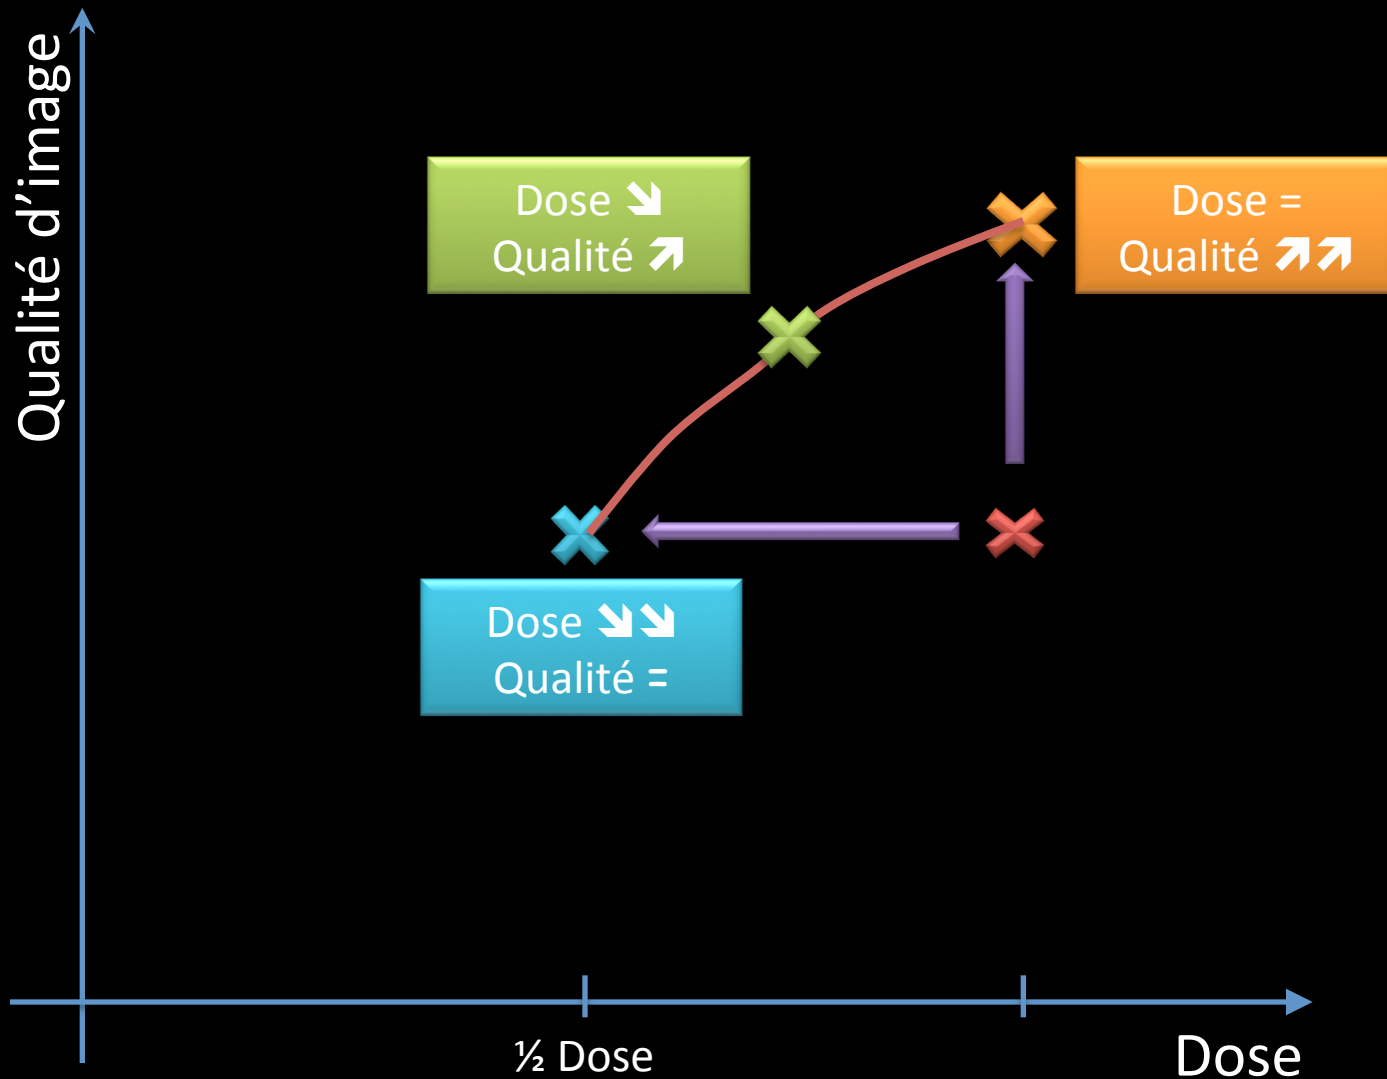 Qualité d’image
Dose ⬊
Qualité ⬈
Dose =
Qualité ⬈⬈
Dose ⬊⬊
Qualité =
½ Dose
Dose